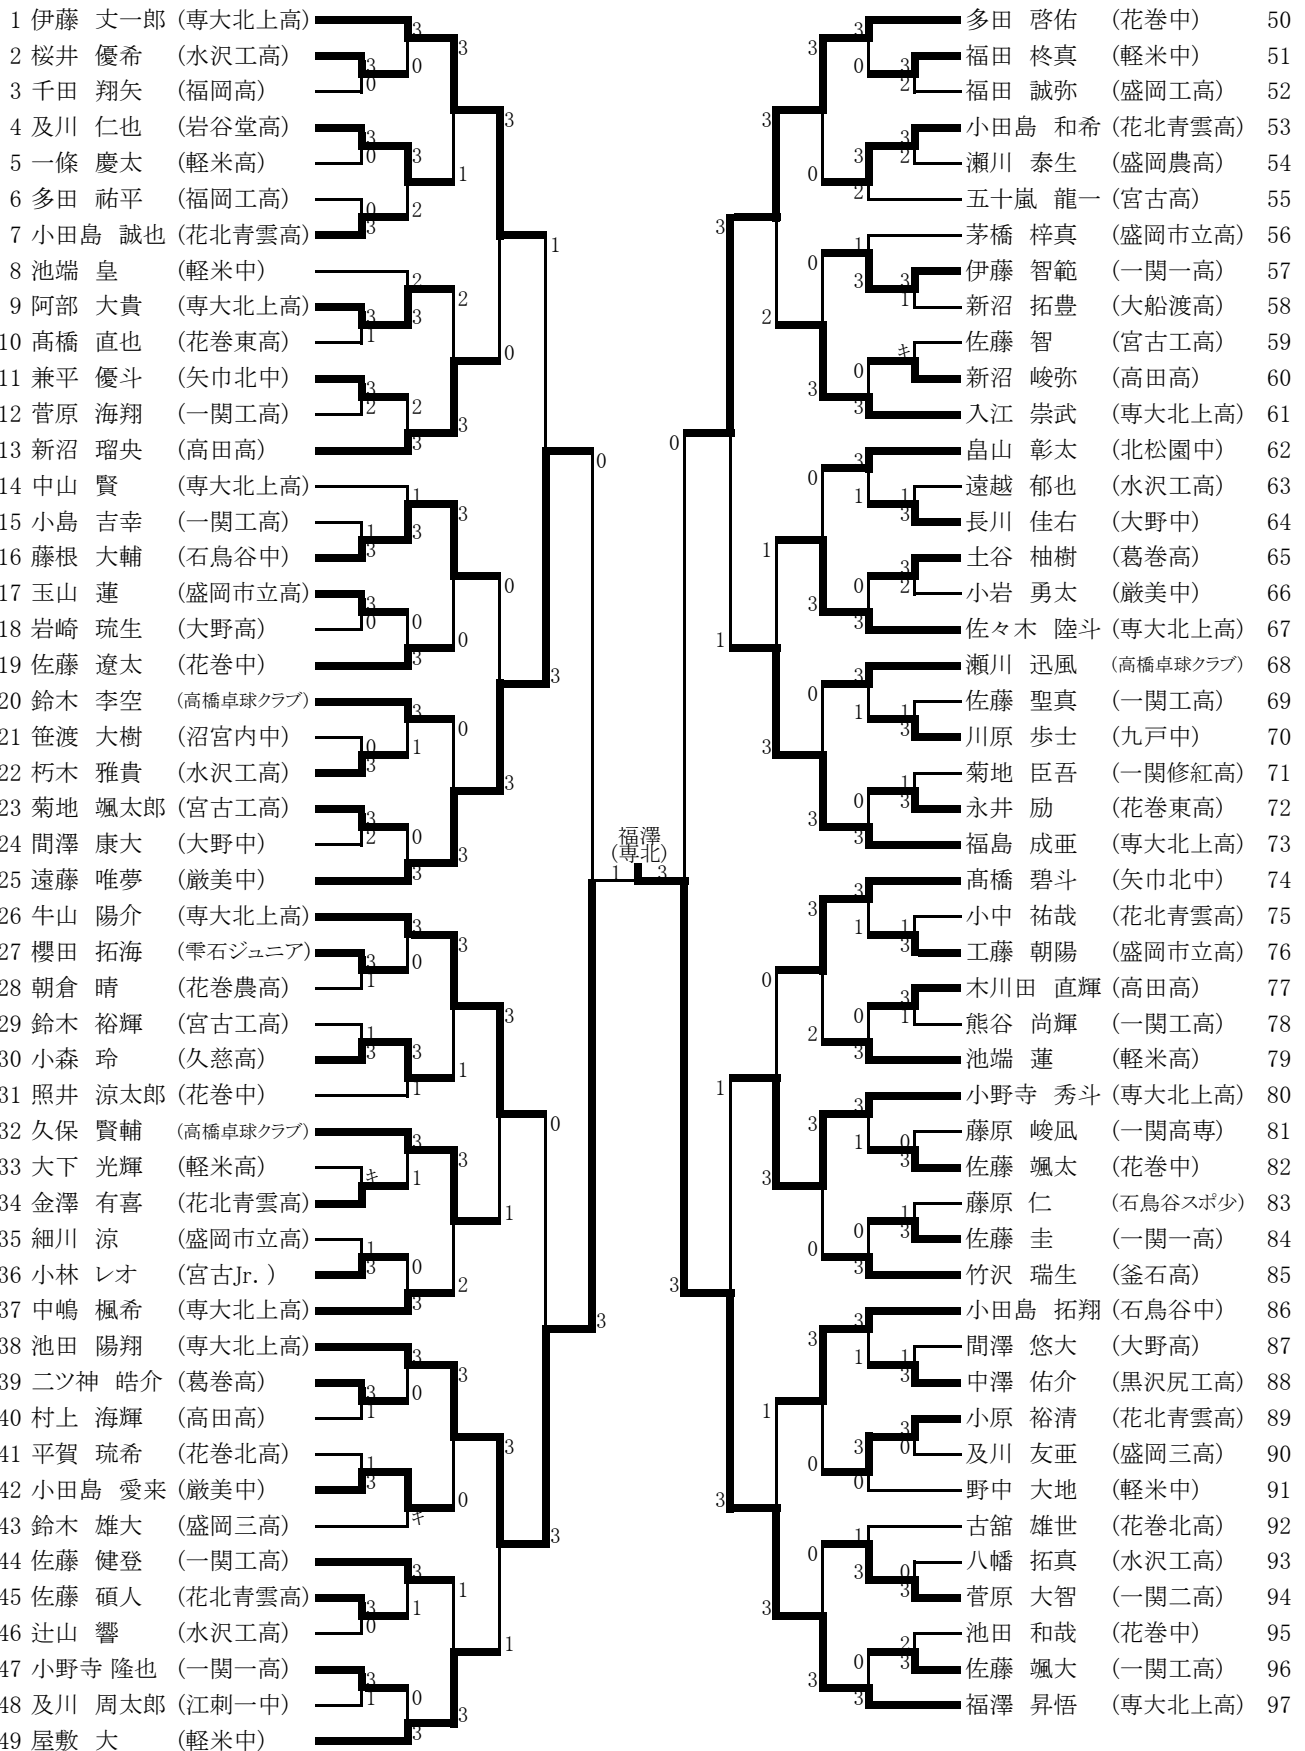 1 伊藤 丈一郎 (専大北上高)
2 桜井 優希 (水沢工高)
3 千田 翔矢 (福岡高)
4 及川 仁也 (岩谷堂高)
5 一條 慶太 (軽米高)
6 多田 祐平 (福岡工高)
7 小田島 誠也 (花北青雲高)
8 池端 皇 (軽米中)
9 阿部 大貴 (専大北上高)
10 髙橋 直也 (花巻東高)
11 兼平 優斗 (矢巾北中)
12 菅原 海翔 (一関工高)
13 新沼 瑠央 (高田高)
14 中山 賢 (専大北上高)
15 小島 吉幸 (一関工高)
16 藤根 大輔 (石鳥谷中)
17 玉山 蓮 (盛岡市立高)
18 岩崎 琉生 (大野高)
19 佐藤 遼太 (花巻中)
20 鈴木 李空 (高橋卓球クラブ)
21 笹渡 大樹 (沼宮内中)
22 朽木 雅貴 (水沢工高)
23 菊地 颯太郎 (宮古工高)
24 間澤 康大 (大野中)
25 遠藤 唯夢 (厳美中)
26 牛山 陽介 (専大北上高)
27 櫻田 拓海 (雫石ジュニア)
28 朝倉 晴 (花巻農高)
29 鈴木 裕輝 (宮古工高)
30 小森 玲 (久慈高)
31 照井 涼太郎 (花巻中)
32 久保 賢輔 (高橋卓球クラブ)
33 大下 光輝 (軽米高)
34 金澤 有喜 (花北青雲高)
35 細川 涼 (盛岡市立高)
36 小林 レオ (宮古Jr.)
37 中嶋 楓希 (専大北上高)
38 池田 陽翔 (専大北上高)
39 二ツ神 皓介 (葛巻高)
40 村上 海輝 (高田高)
41 平賀 琉希 (花巻北高)
42 小田島 愛来 (厳美中)
43 鈴木 雄大 (盛岡三高)
44 佐藤 健登 (一関工高)
45 佐藤 碩人 (花北青雲高)
46 辻山 響 (水沢工高)
47 小野寺 隆也 (一関一高)
48 及川 周太郎 (江刺一中)
49 屋敷 大 (軽米中)
福澤
(専北)
1 3
多田 啓佑 (花巻中) 50
福田 柊真 (軽米中) 51
福田 誠弥 (盛岡工高) 52
小田島 和希 (花北青雲高) 53
瀬川 泰生 (盛岡農高) 54
五十嵐 龍一 (宮古高) 55
茅橋 梓真 (盛岡市立高) 56
伊藤 智範 (一関一高) 57
新沼 拓豊 (大船渡高) 58
佐藤 智 (宮古工高) 59
新沼 峻弥 (高田高) 60
入江 崇武 (専大北上高) 61
畠山 彰太 (北松園中) 62
遠越 郁也 (水沢工高) 63
長川 佳右 (大野中) 64
土谷 柚樹 (葛巻高) 65
小岩 勇太 (厳美中) 66
佐々木 陸斗 (専大北上高) 67
瀬川 迅風 (高橋卓球クラブ) 68
佐藤 聖真 (一関工高) 69
川原 歩士 (九戸中) 70
菊地 臣吾 (一関修紅高) 71
永井 励 (花巻東高) 72
福島 成亜 (専大北上高) 73
髙橋 碧斗 (矢巾北中) 74
小中 祐哉 (花北青雲高) 75
工藤 朝陽 (盛岡市立高) 76
木川田 直輝 (高田高) 77
熊谷 尚輝 (一関工高) 78
池端 蓮 (軽米高) 79
小野寺 秀斗 (専大北上高) 80
藤原 峻凪 (一関高専) 81
佐藤 颯太 (花巻中) 82
藤原 仁 (石鳥谷スポ少) 83
佐藤 圭 (一関一高) 84
竹沢 瑞生 (釜石高) 85
小田島 拓翔 (石鳥谷中) 86
間澤 悠大 (大野高) 87
中澤 佑介 (黒沢尻工高) 88
小原 裕清 (花北青雲高) 89
及川 友亜 (盛岡三高) 90
野中 大地 (軽米中) 91
古舘 雄世 (花巻北高) 92
八幡 拓真 (水沢工高) 93
菅原 大智 (一関二高) 94
池田 和哉 (花巻中) 95
佐藤 颯大 (一関工高) 96
福澤 昇悟 (専大北上高) 97